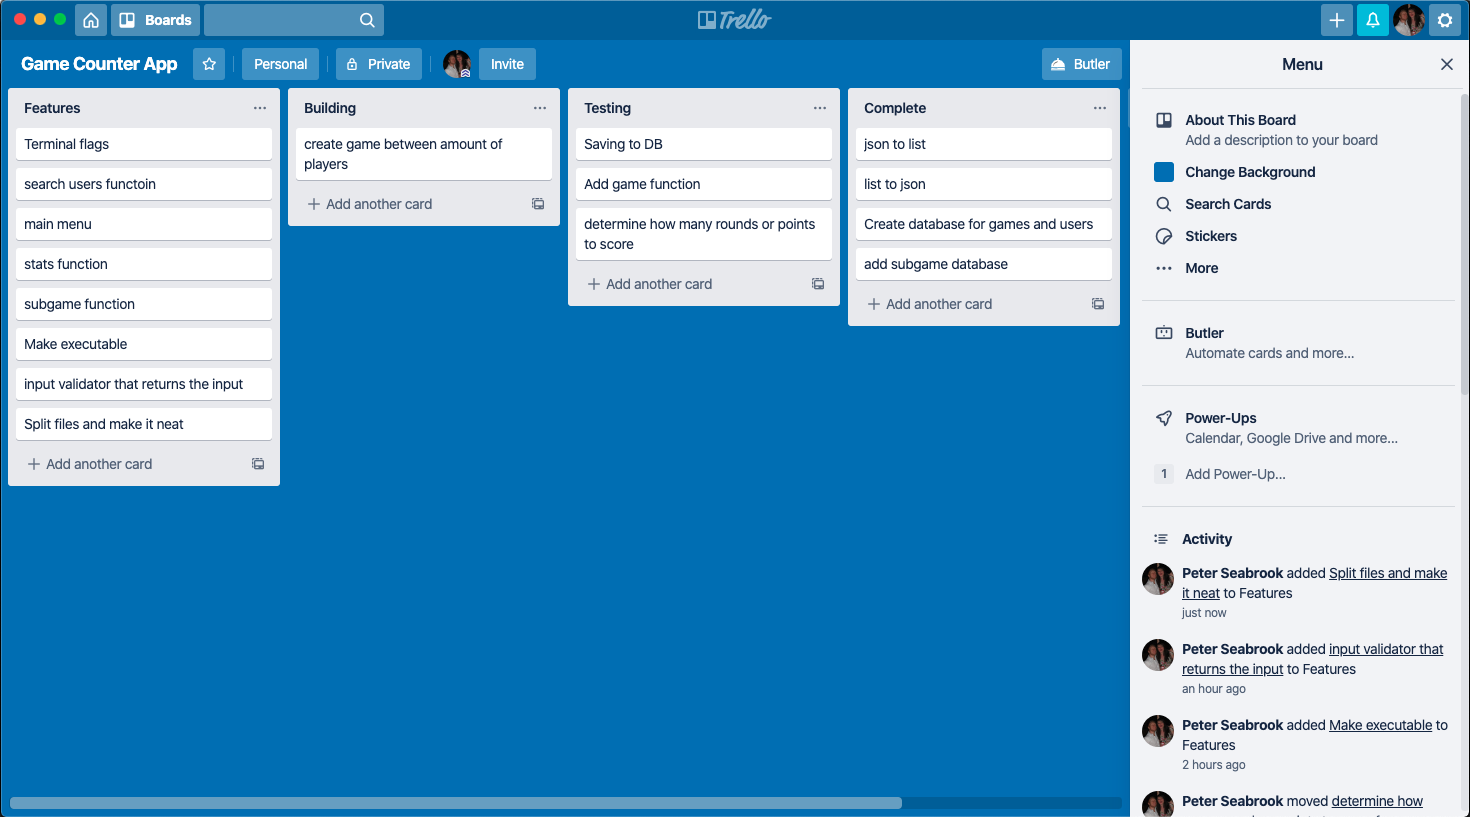 Boards
Trello
Game Counter App
Personal
Private
Invite
Butler
Features
Terminal flags
search users functoin
main menu
stats function
subgame function
Make executable
input validator that returns the input
Split files and make it neat
Add another card
Building
create game between amount of
players
Add another card
Testing
Saving to DB
Add game function
determine how many rounds or points
to score
Add another card
Complete
json to list
list to json
Create database for games and users
add subgame database
Add another card
Menu
About This Board
Add a description to your board
Change Background
Search Cards
Stickers
More
Butler
Automate cards and more...
Power-Ups
Calendar, Google Drive and more...
1 Add Power-Up...
Activity
Peter Seabrook added Split files and make
it neat to Features
just now
Peter Seabrook added input validator that
returns the input to Features
an hour ago
Peter Seabrook added Make executable to
Features
2 hours ago
Peter Seabrook moved determine how